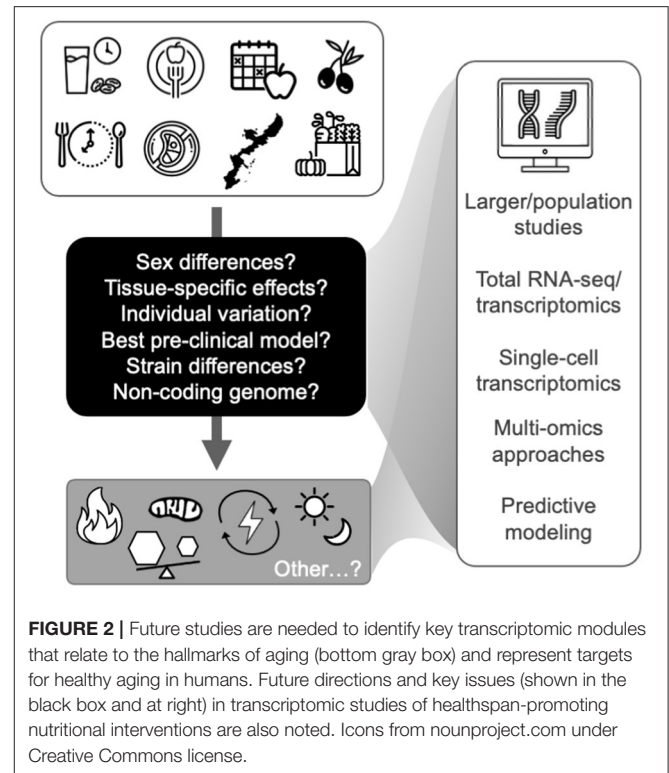 Sex differences?
Tissue-specific effects?
Individual variation?
Best pre-clinical model?
Strain differences?
Non-coding genome?
Other...?
Larger/population
studies
Total RNA-seq/
transcriptomics
Single-cell
transcriptomics
Multi-omics
approaches
Predictive
modeling
FIGURE 2 | Future studies are needed to identify key transcriptomic modules
that relate to the hallmarks of aging (bottom gray box) and represent targets
for healthy aging in humans. Future directions and key issues (shown in the
black box and at right) in transcriptomic studies of healthspan-promoting
nutritional interventions are also noted. Icons from nounproject.com under
Creative Commons license.